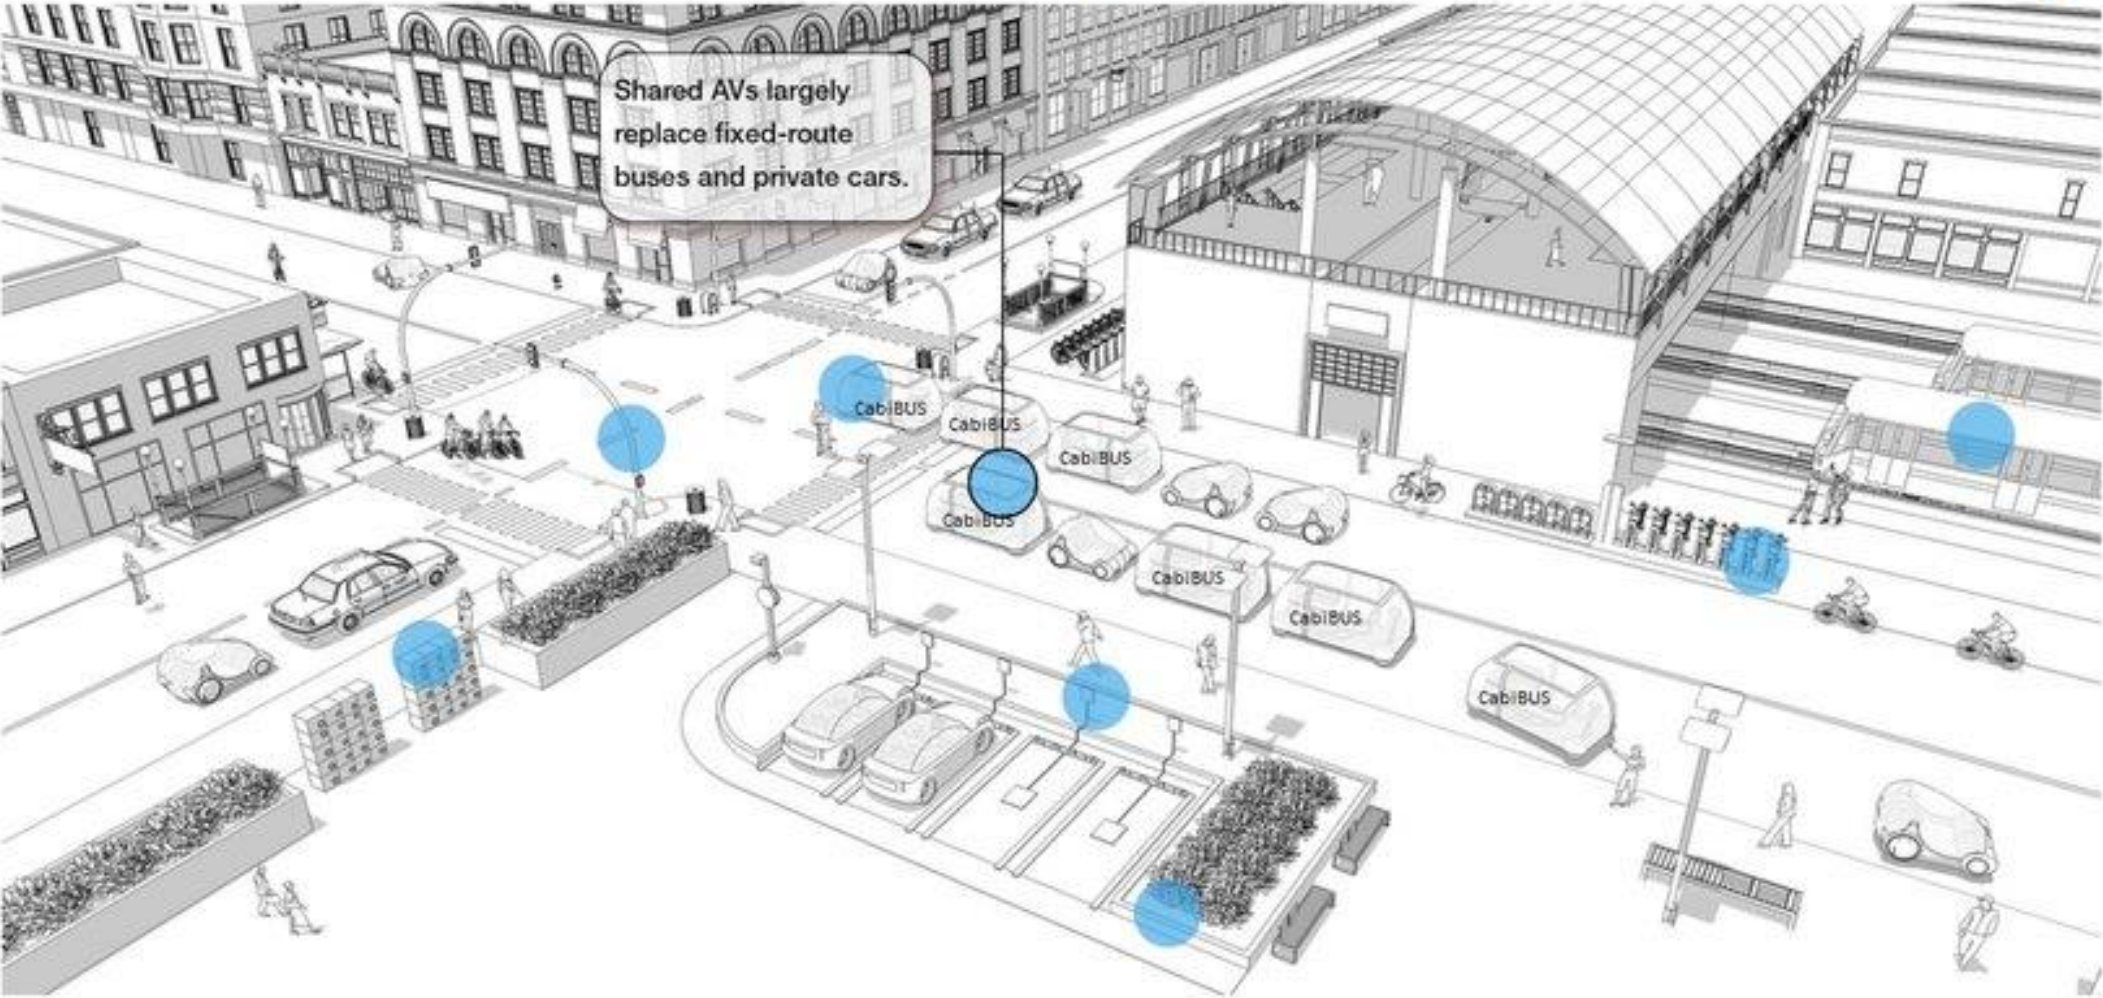 Shared AVs largely
replace fixed-route
buses and private cars.
CabiBUS
CabiBUS
CabiBUS
CabiBUS
CabiBUS
CabiBUS
CabiBUS